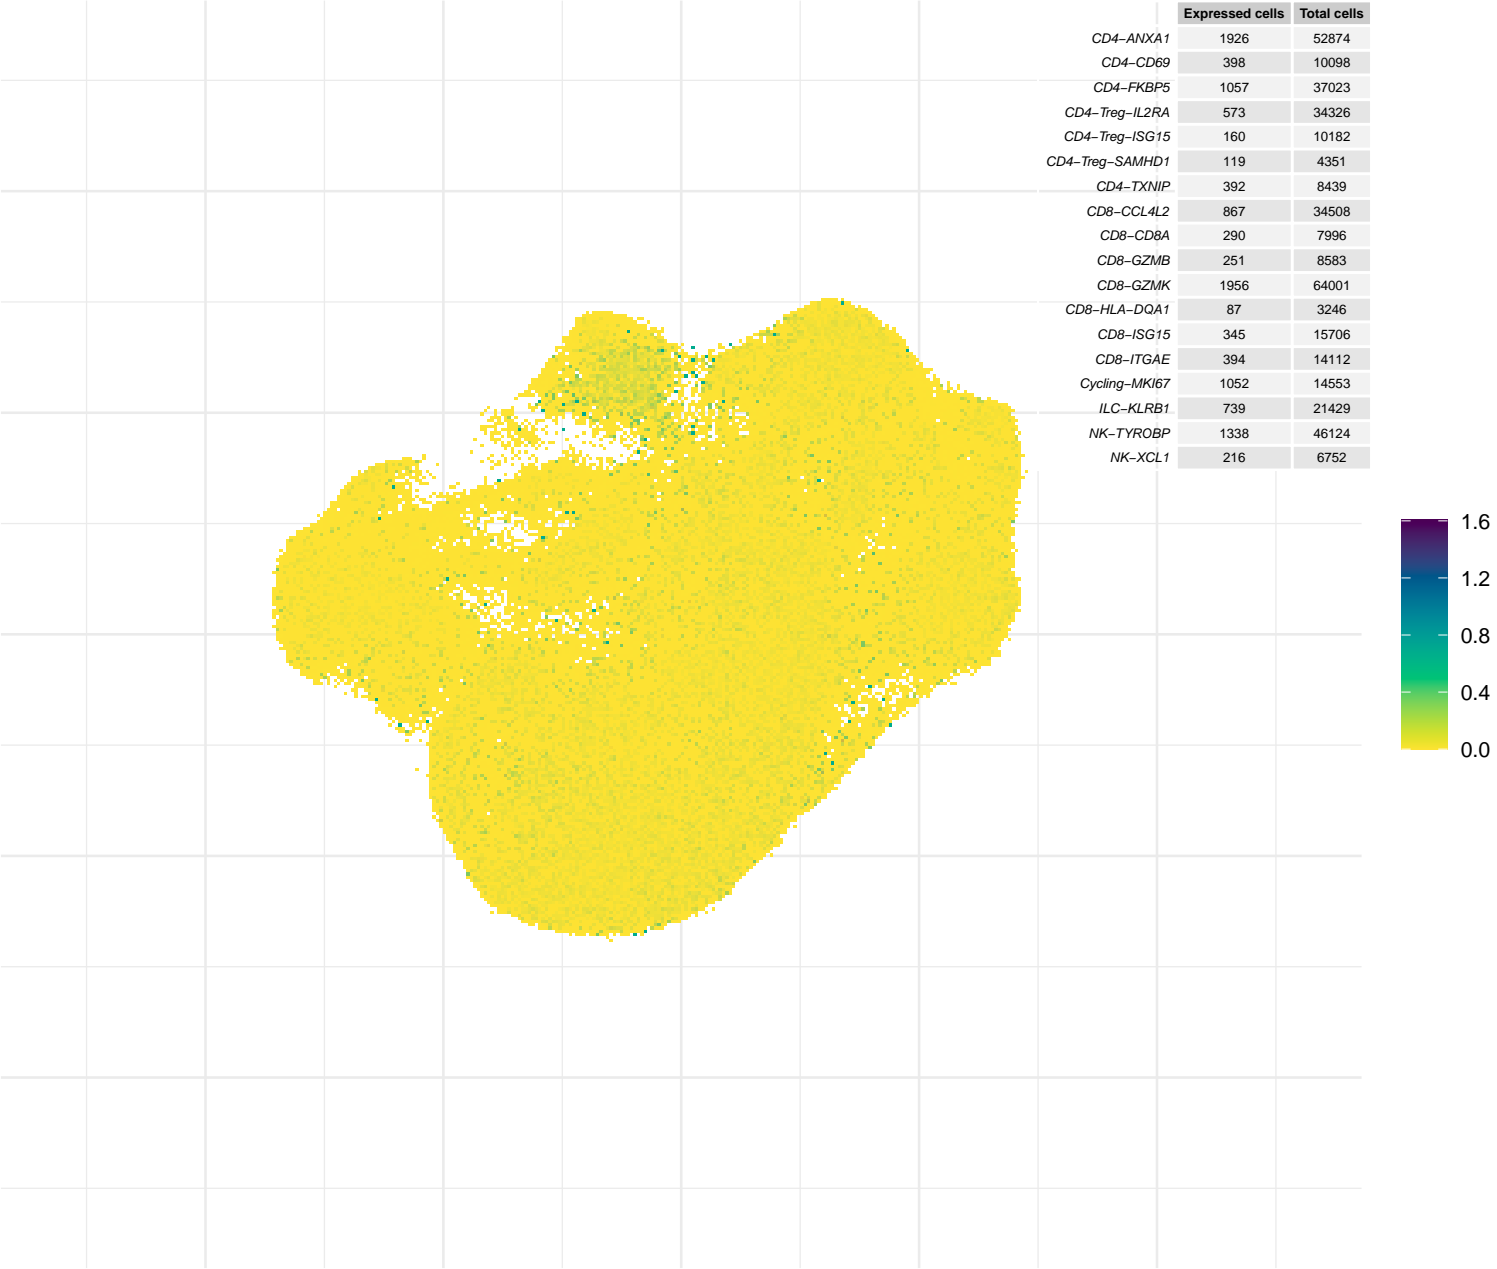 Expressed cells Total cells
CD4−ANXA1 1926 52874
CD4−CD69 398 10098
CD4−FKBP5 1057 37023
CD4−Treg−IL2RA 573 34326
CD4−Treg−ISG15 160 10182
CD4−Treg−SAMHD1 119 4351
CD4−TXNIP 392 8439
CD8−CCL4L2 867 34508
CD8−CD8A 290 7996
CD8−GZMB 251 8583
CD8−GZMK 1956 64001
CD8−HLA−DQA1 87 3246
CD8−ISG15 345 15706
CD8−ITGAE 394 14112
Cycling−MKI67 1052 14553
ILC−KLRB1 739 21429
NK−TYROBP 1338 46124
NK−XCL1 216 6752
1.6
1.2
0.8
0.4
0.0